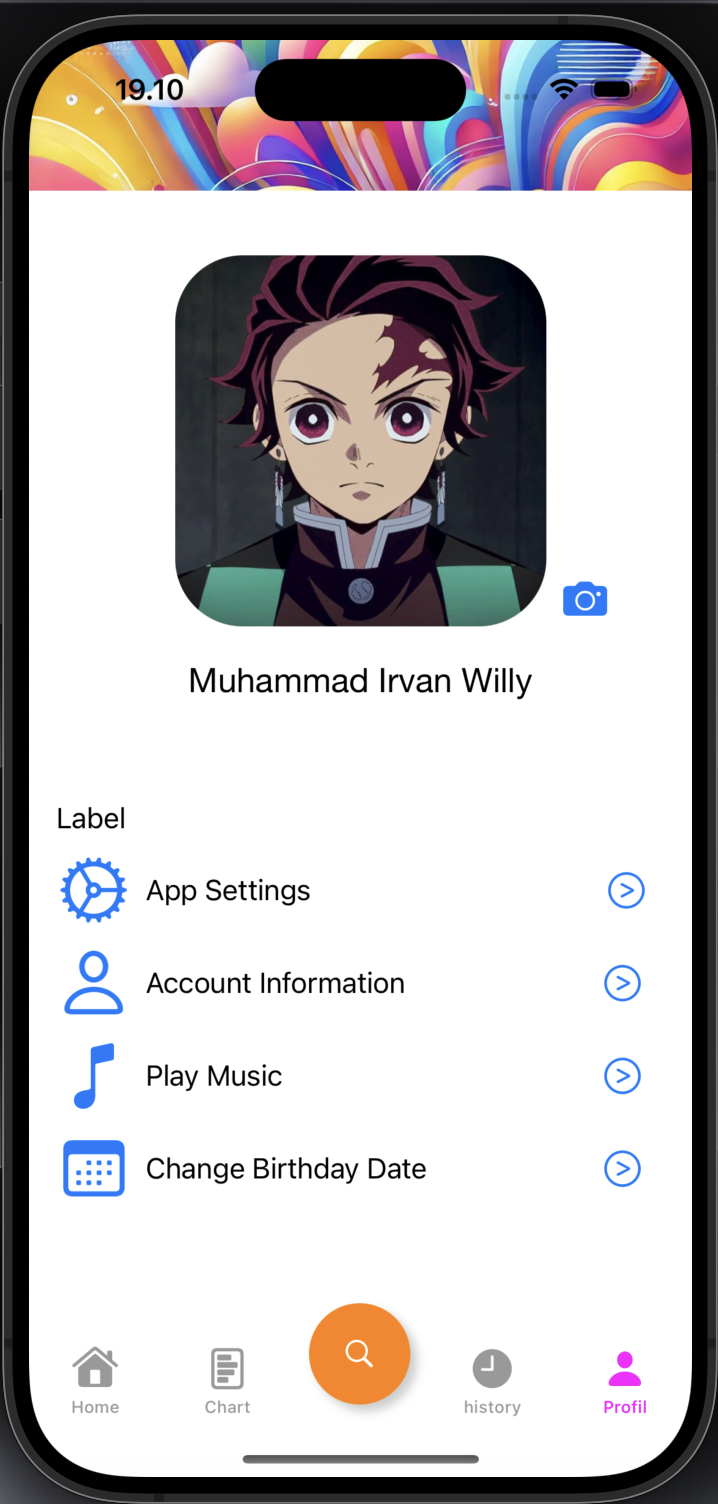 19.10
Muhammad Irvan Willy
Label
App Settings
Account Information
Play Music
Change Birthday Date
Home
Chart
history
Profil